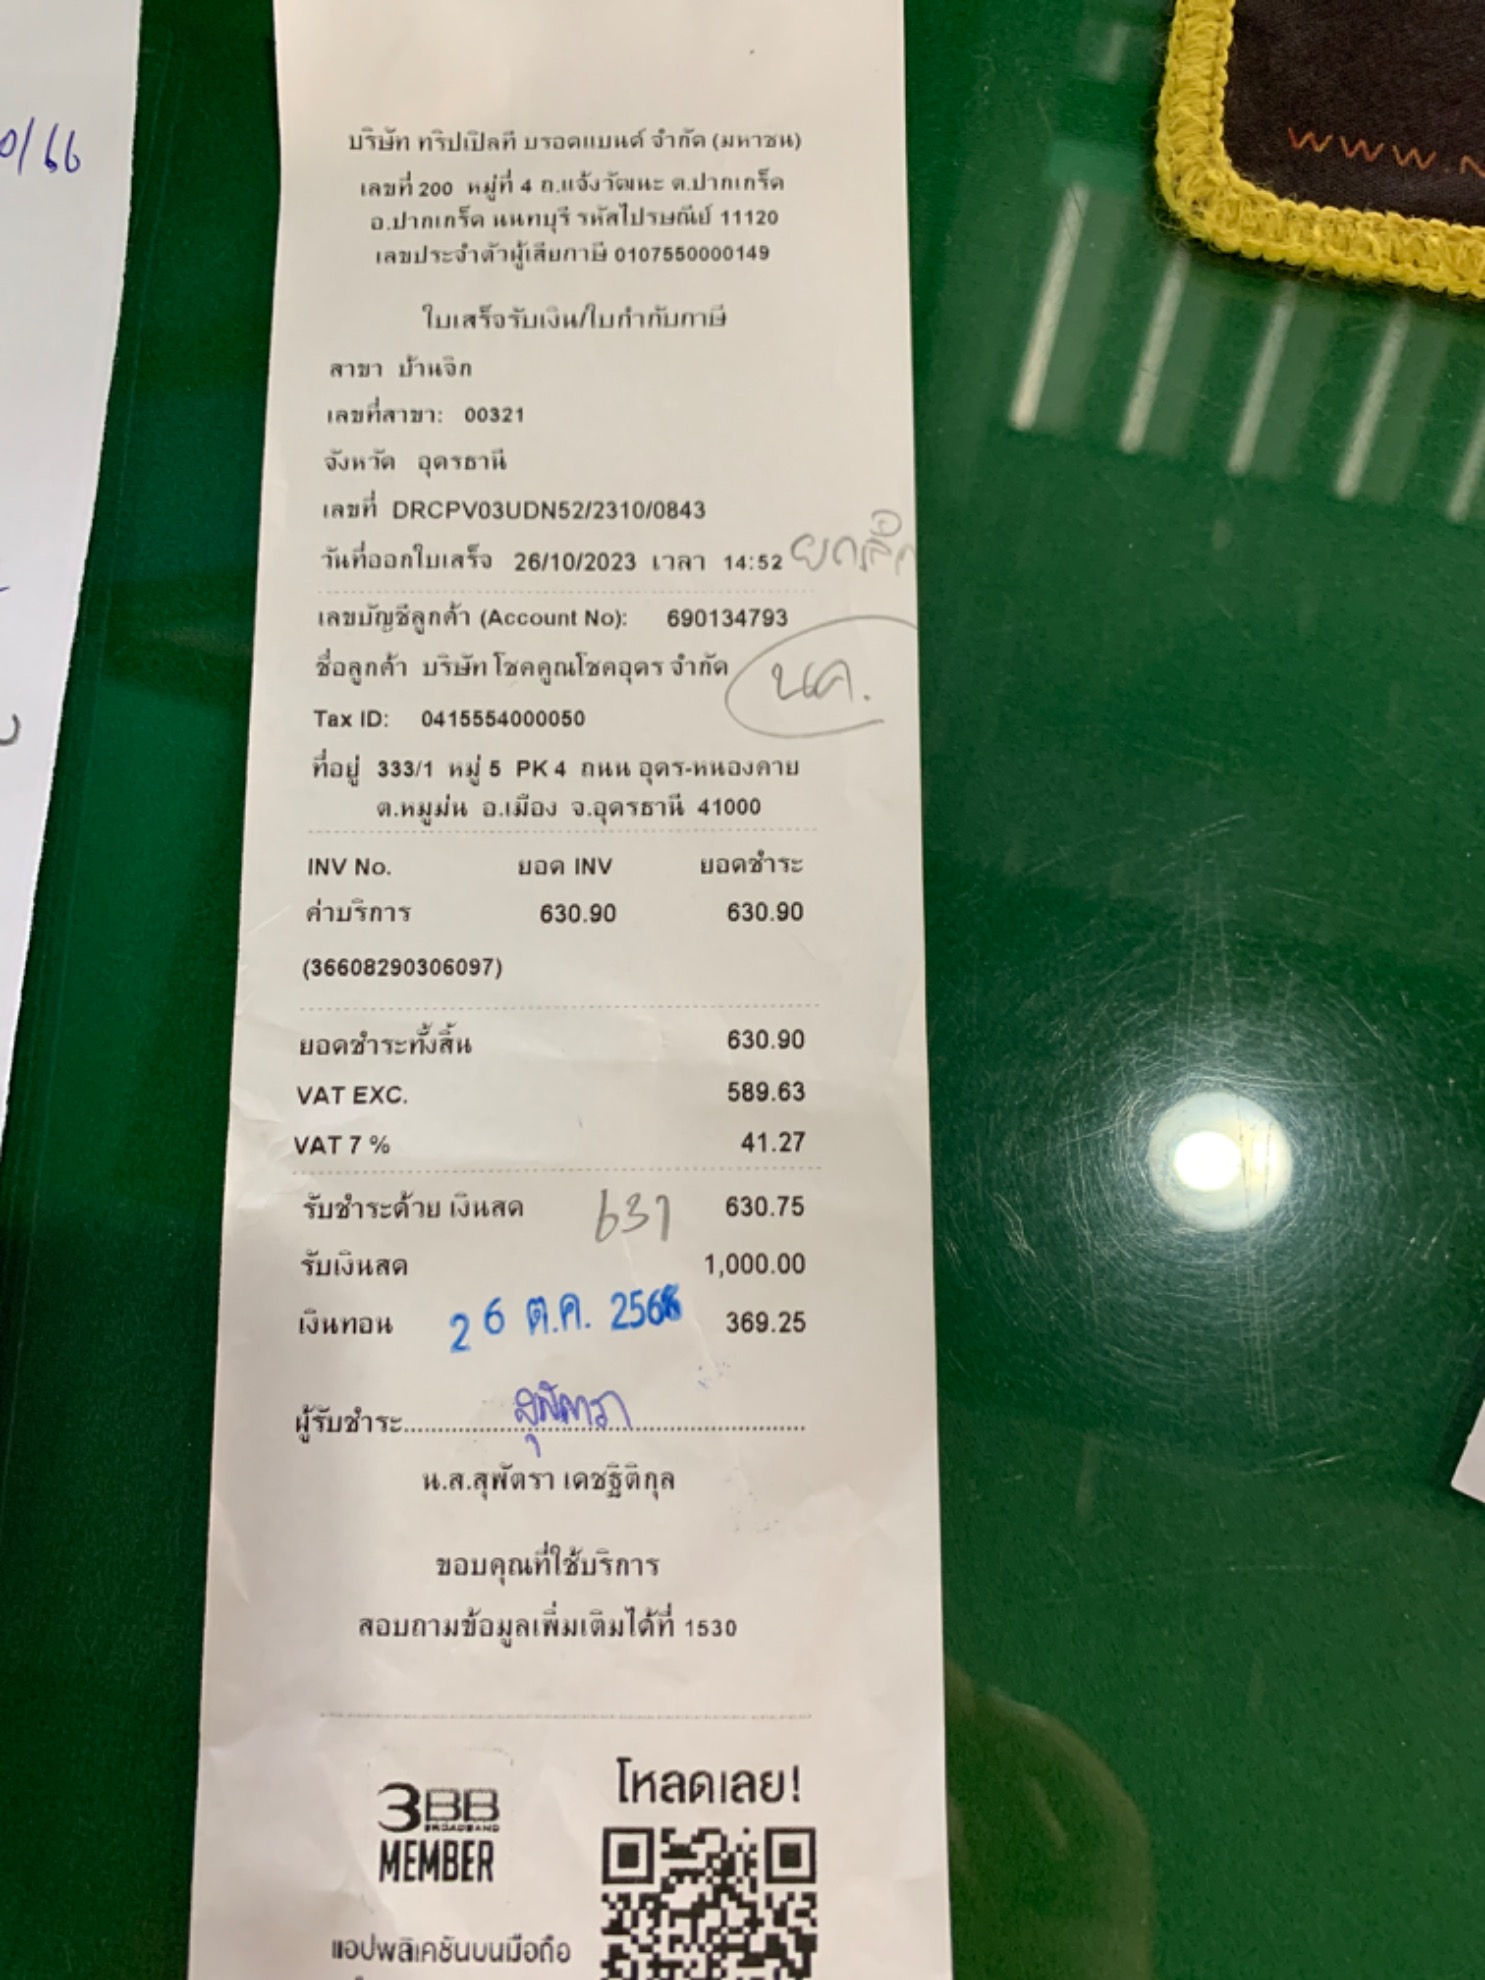 0/66
www.
บริษัท ทริปเปิลที บรอดแบนด์ จำกัด (มหาชน)
เลขที่ 200 หมู่ที่ 4 ถ.แจ้งวัฒนะ ต.ปากเกร็ด
อ.ปากเกร็ด นนทบุรี รหัสไปรษณีย์ 11120
เลขประจำตัวผู้เสียภาษี 0107550000149
ใบเสร็จรับเงิน/ใบกำกับภาษี
สาขา บ้านจิก
เลขที่สาขา: 00321
จังหวัด อุดรธานี
เลขที่ DRCPV03UDN52/2310/0843
วันที่ออกใบเสร็จ 26/10/2023 เวลา 14:52
เลขบัญชีลูกค้า (Account No): 690134793
ชื่อลูกค้า บริษัท โชคคูณโชคอุดร จำกัด นค.
Tax ID: 0415554000050
ที่อยู่ 333/1 หมู่ 5 PK 4 ถนน อุดร-หนองคาย
ต.หมูม่น อ.เมือง จ.อุดรธานี 41000
INV No. ยอด INV ยอดชำระ
ค่าบริการ 630.90 630.90
(36608290306097)
ยอดชำระทั้งสิ้น 630.90
VAT EXC. 589.63
VAT 7 % 41.27
รับชำระด้วย เงินสด 631 630.75
รับเงินสด 1,000.00
เงินทอน 26 ต.ค. 2566 369.25
ผู้รับชำระ.......สุพัตรา.......
น.ส.สุพัตรา เดชฐิติกุล
ขอบคุณที่ใช้บริการ
สอบถามข้อมูลเพิ่มเติมได้ที่ 1530
โหลดเลย!
3BB
BROADBAND
MEMBER
แอปพลิเคชันบนมือถือ